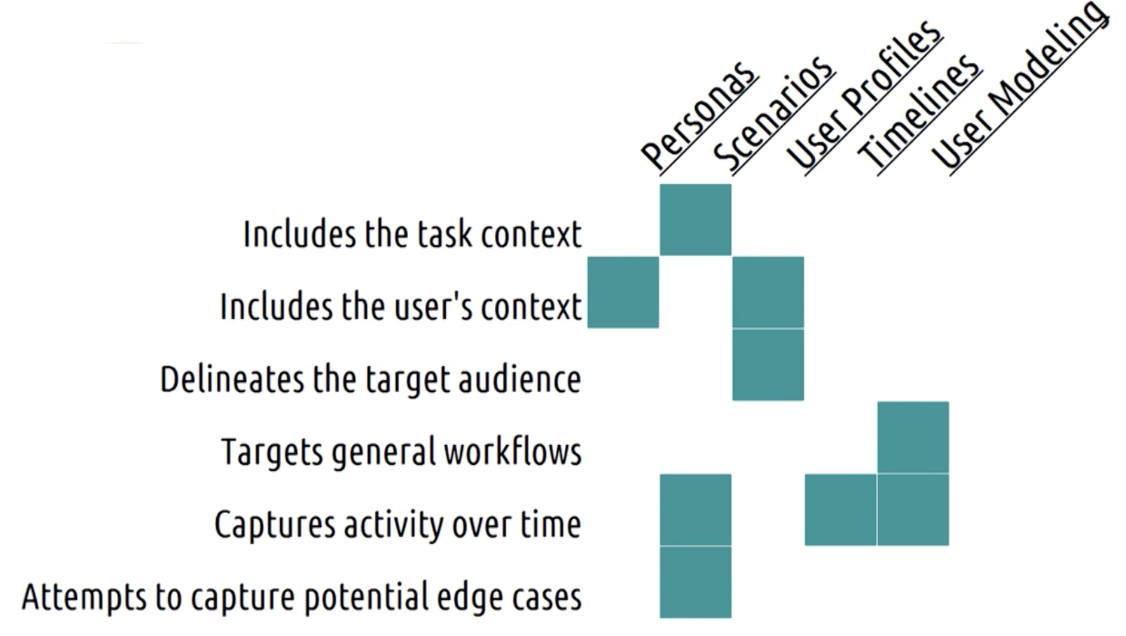 Personas
Scenarios
User Profiles
Timelines
User Modeling
Includes the task context
Includes the user's context
Delineates the target audience
Targets general workflows
Captures activity over time
Attempts to capture potential edge cases